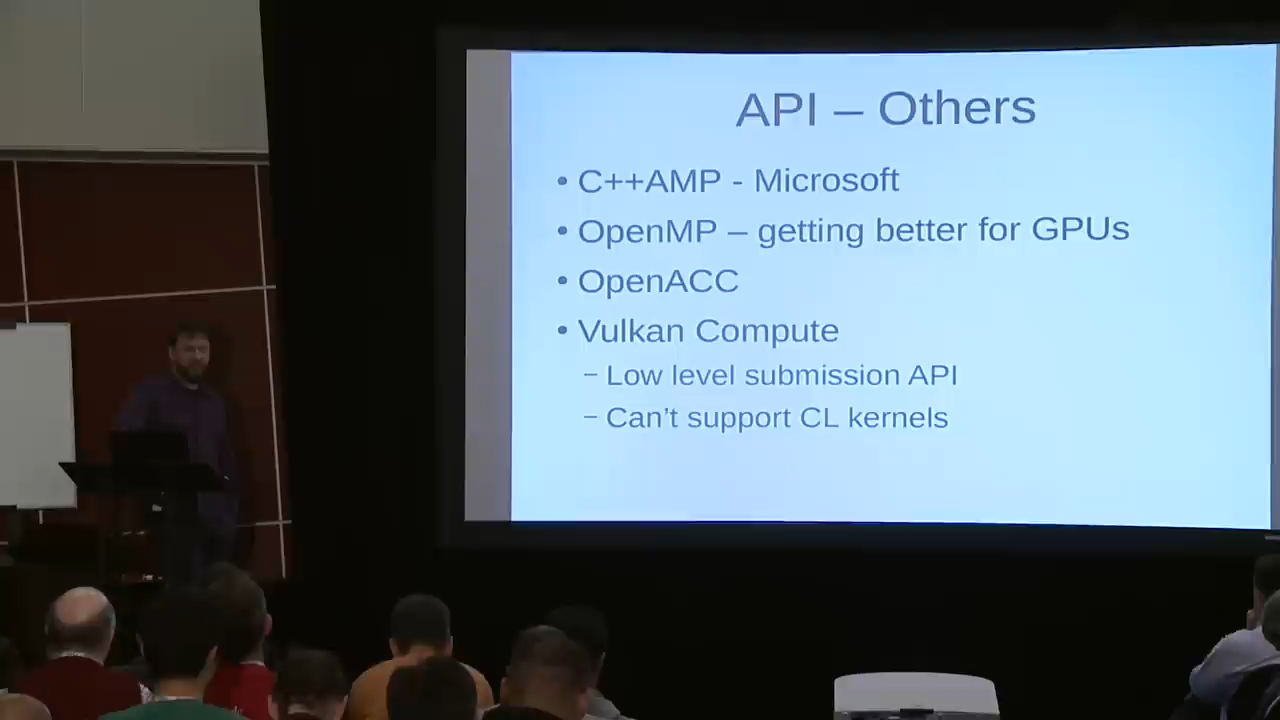 API – Others
• C++AMP - Microsoft
• OpenMP – getting better for GPUs
• OpenACC
• Vulkan Compute
– Low level submission API
– Can't support CL kernels